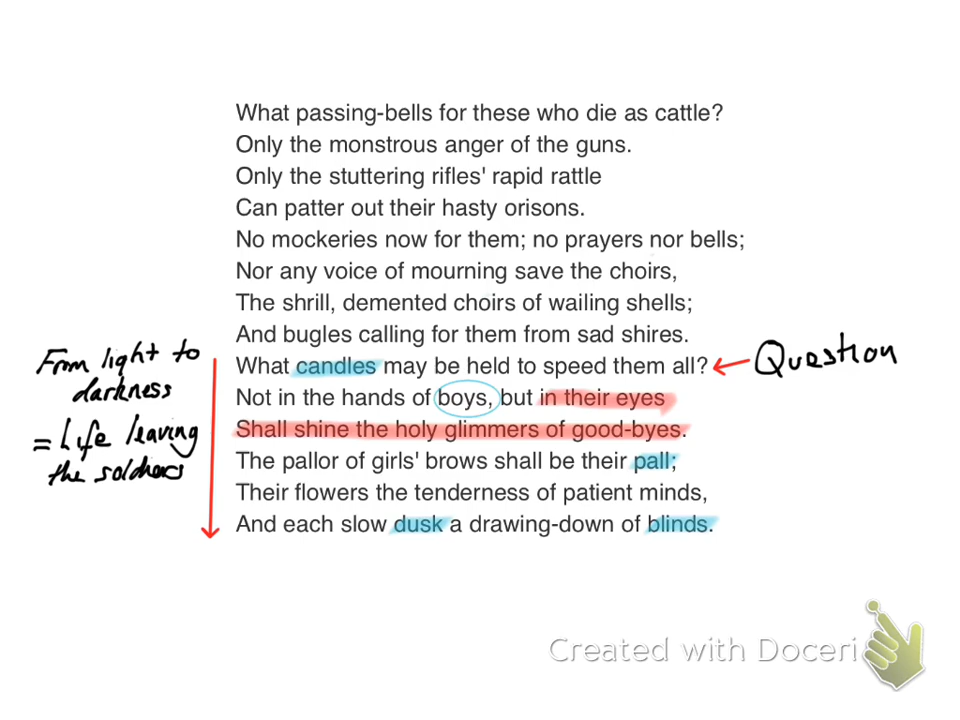 What passing-bells for these who die as cattle?
Only the monstrous anger of the guns.
Only the stuttering rifles' rapid rattle
Can patter out their hasty orisons.
No mockeries now for them; no prayers nor bells;
Nor any voice of mourning save the choirs,
The shrill, demented choirs of wailing shells;
And bugles calling for them from sad shires.
What candles may be held to speed them all?
Not in the hands of boys, but in their eyes
Shall shine the holy glimmers of good-byes.
The pallor of girls' brows shall be their pall;
Their flowers the tenderness of patient minds,
And each slow dusk a drawing-down of blinds.
From light to
darkness
= Life leaving
the soldiers
Question
Created with Doceri